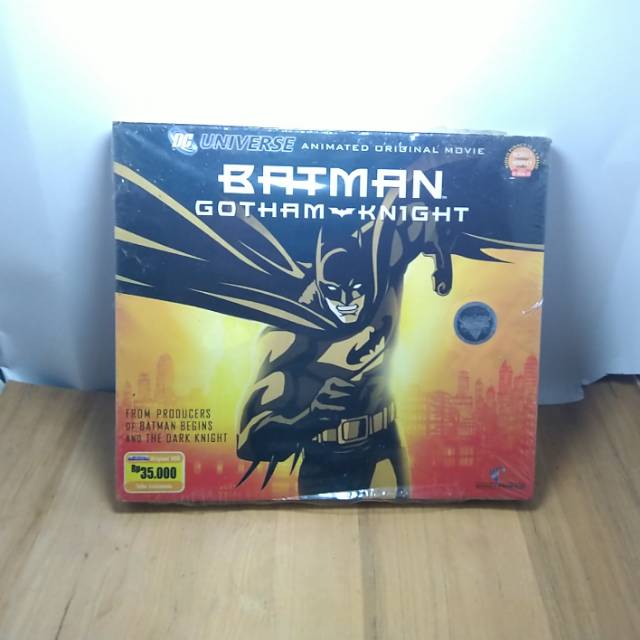 DC UNIVERSE ANIMATED ORIGINAL MOVIE
BATMAN
GOTHAM KNIGHT
FROM PRODUCERS
OF BATMAN BEGINS
AND THE DARK KNIGHT
Rp35.000